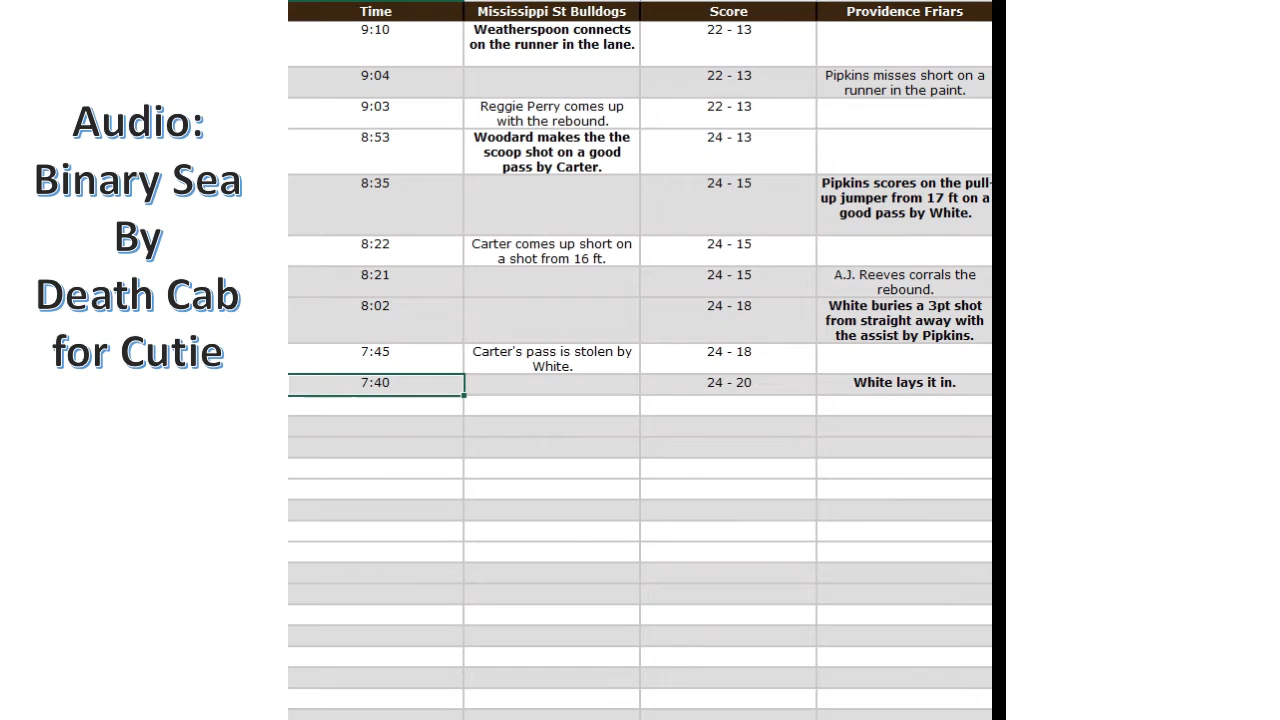 Audio:
Binary Sea
By
Death Cab
for Cutie
Time Mississippi St Bulldogs Score Providence Friars
9:10 Weatherspoon connects on the runner in the lane. 22 - 13
9:04 22 - 13 Pipkins misses short on a runner in the paint.
9:03 Reggie Perry comes up with the rebound. 22 - 13
8:53 Woodard makes the the scoop shot on a good pass by Carter. 24 - 13
8:35 24 - 15 Pipkins scores on the pull-up jumper from 17 ft on a good pass by White.
8:22 Carter comes up short on a shot from 16 ft. 24 - 15
8:21 24 - 15 A.J. Reeves corrals the rebound.
8:02 24 - 18 White buries a 3pt shot from straight away with the assist by Pipkins.
7:45 Carter's pass is stolen by White. 24 - 18
7:40 24 - 20 White lays it in.